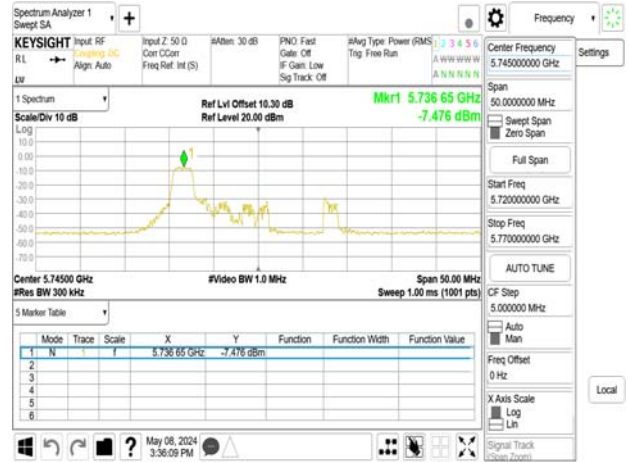 Spectrum Analyzer 1
Swept SA
+
Frequency
KEYSIGHT
RL
LV
Input: RF
Coupling: DC
Align: Auto
Input Z: 50 Ω
Corr CCorr
Freq Ref: Int (S)
#Atten: 30 dB
PNO: Fast
Gate: Off
IF Gain: Low
Sig Track: Off
#Avg Type: Power (RMS
Trig: Free Run
1 2 3 4 5 6
A W W W W W
A N N N N N
1 Spectrum
Scale/Div 10 dB
Ref Lvl Offset 10.30 dB
Ref Level 20.00 dBm
Mkr1 5.736 65 GHz
-7.476 dBm
Log
10.0
0.00
-10.0
-20.0
-30.0
-40.0
-50.0
-60.0
-70.0
1
Center 5.74500 GHz
#Res BW 300 kHz
#Video BW 1.0 MHz
Span 50.00 MHz
Sweep 1.00 ms (1001 pts)
5 Marker Table
Mode Trace Scale X Y Function Function Width Function Value
1 N 1 f 5.736 65 GHz -7.476 dBm
2
3
4
5
6
May 08, 2024
3:36:09 PM
?
Center Frequency
5.745000000 GHz
Span
50.0000000 MHz
Swept Span
Zero Span
Full Span
Start Freq
5.720000000 GHz
Stop Freq
5.770000000 GHz
AUTO TUNE
CF Step
5.000000 MHz
Auto
Man
Freq Offset
0 Hz
X Axis Scale
Log
Lin
Signal Track
(Span Zoom)
Settings
Local